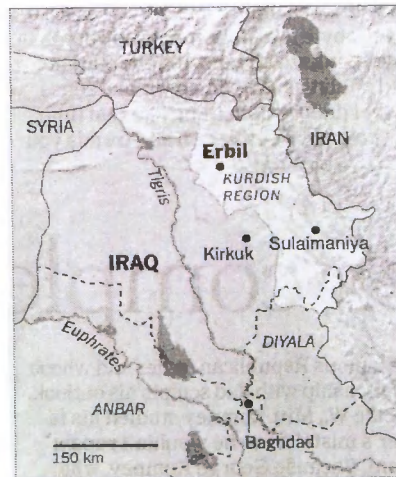 TURKEY
SYRIA
IRAN
Erbil
KURDISH
REGION
Tigris
Kirkuk
Sulaimaniya
IRAQ
Euphrates
DIYALA
ANBAR
Baghdad
150 km